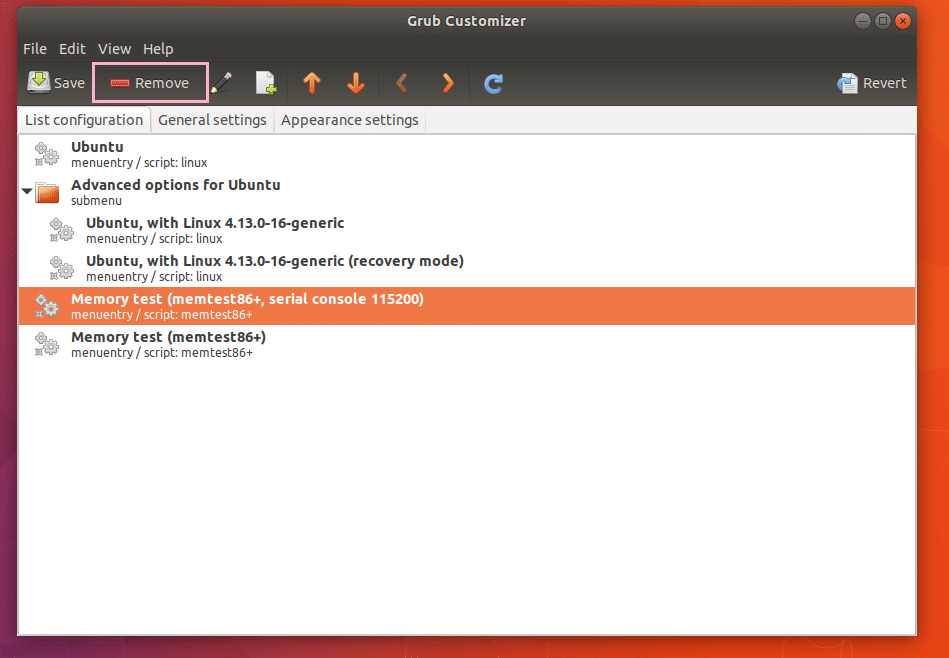 Grub Customizer
File Edit View Help
Save Remove Revert
List configuration General settings Appearance settings
Ubuntu
menuentry / script: linux
Advanced options for Ubuntu
submenu
Ubuntu, with Linux 4.13.0-16-generic
menuentry / script: linux
Ubuntu, with Linux 4.13.0-16-generic (recovery mode)
menuentry / script: linux
Memory test (memtest86+, serial console 115200)
menuentry / script: memtest86+
Memory test (memtest86+)
menuentry / script: memtest86+